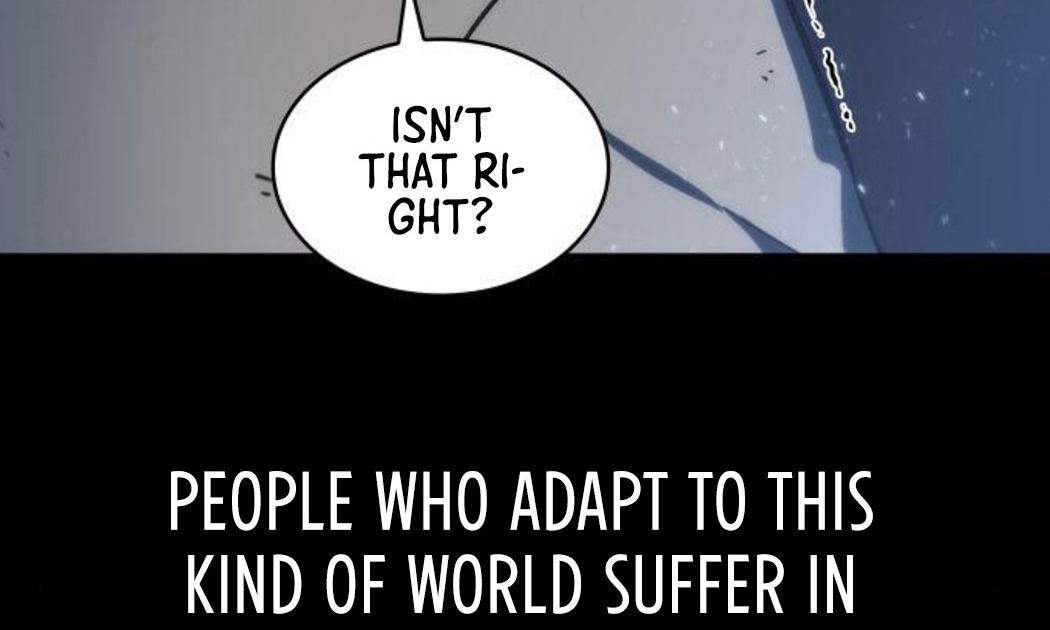 ISN'T
THAT RI-
GHT?
PEOPLE WHO ADAPT TO THIS
KIND OF WORLD SUFFER IN